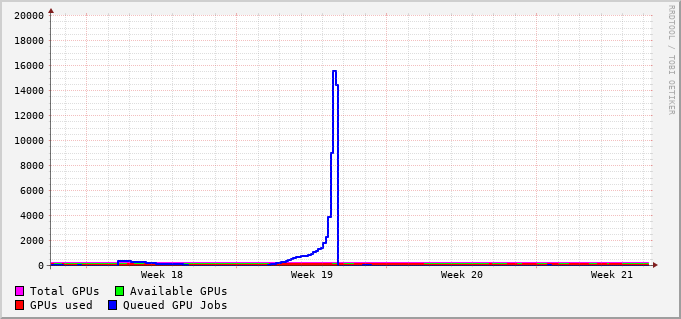 RRDTOOL / TOBI OETIKER
20000
18000
16000
14000
12000
10000
8000
6000
4000
2000
0
Week 18 Week 19 Week 20 Week 21
Total GPUs Available GPUs
GPUs used Queued GPU Jobs